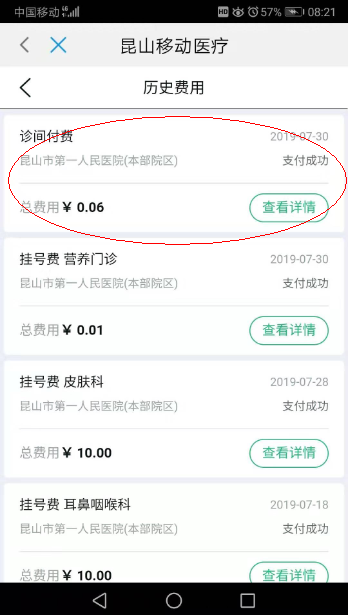 中国移动 4G HD 57% 08:21
昆山移动医疗
历史费用
诊间付费 2019-07-30
昆山市第一人民医院(本部院区) 支付成功
总费用 ¥ 0.06 查看详情
挂号费 营养门诊 2019-07-30
昆山市第一人民医院(本部院区) 支付成功
总费用 ¥ 0.01 查看详情
挂号费 皮肤科 2019-07-28
昆山市第一人民医院(本部院区) 支付成功
总费用 ¥ 10.00 查看详情
挂号费 耳鼻咽喉科 2019-07-18
昆山市第一人民医院(本部院区) 支付成功
总费用 ¥ 10.00 查看详情